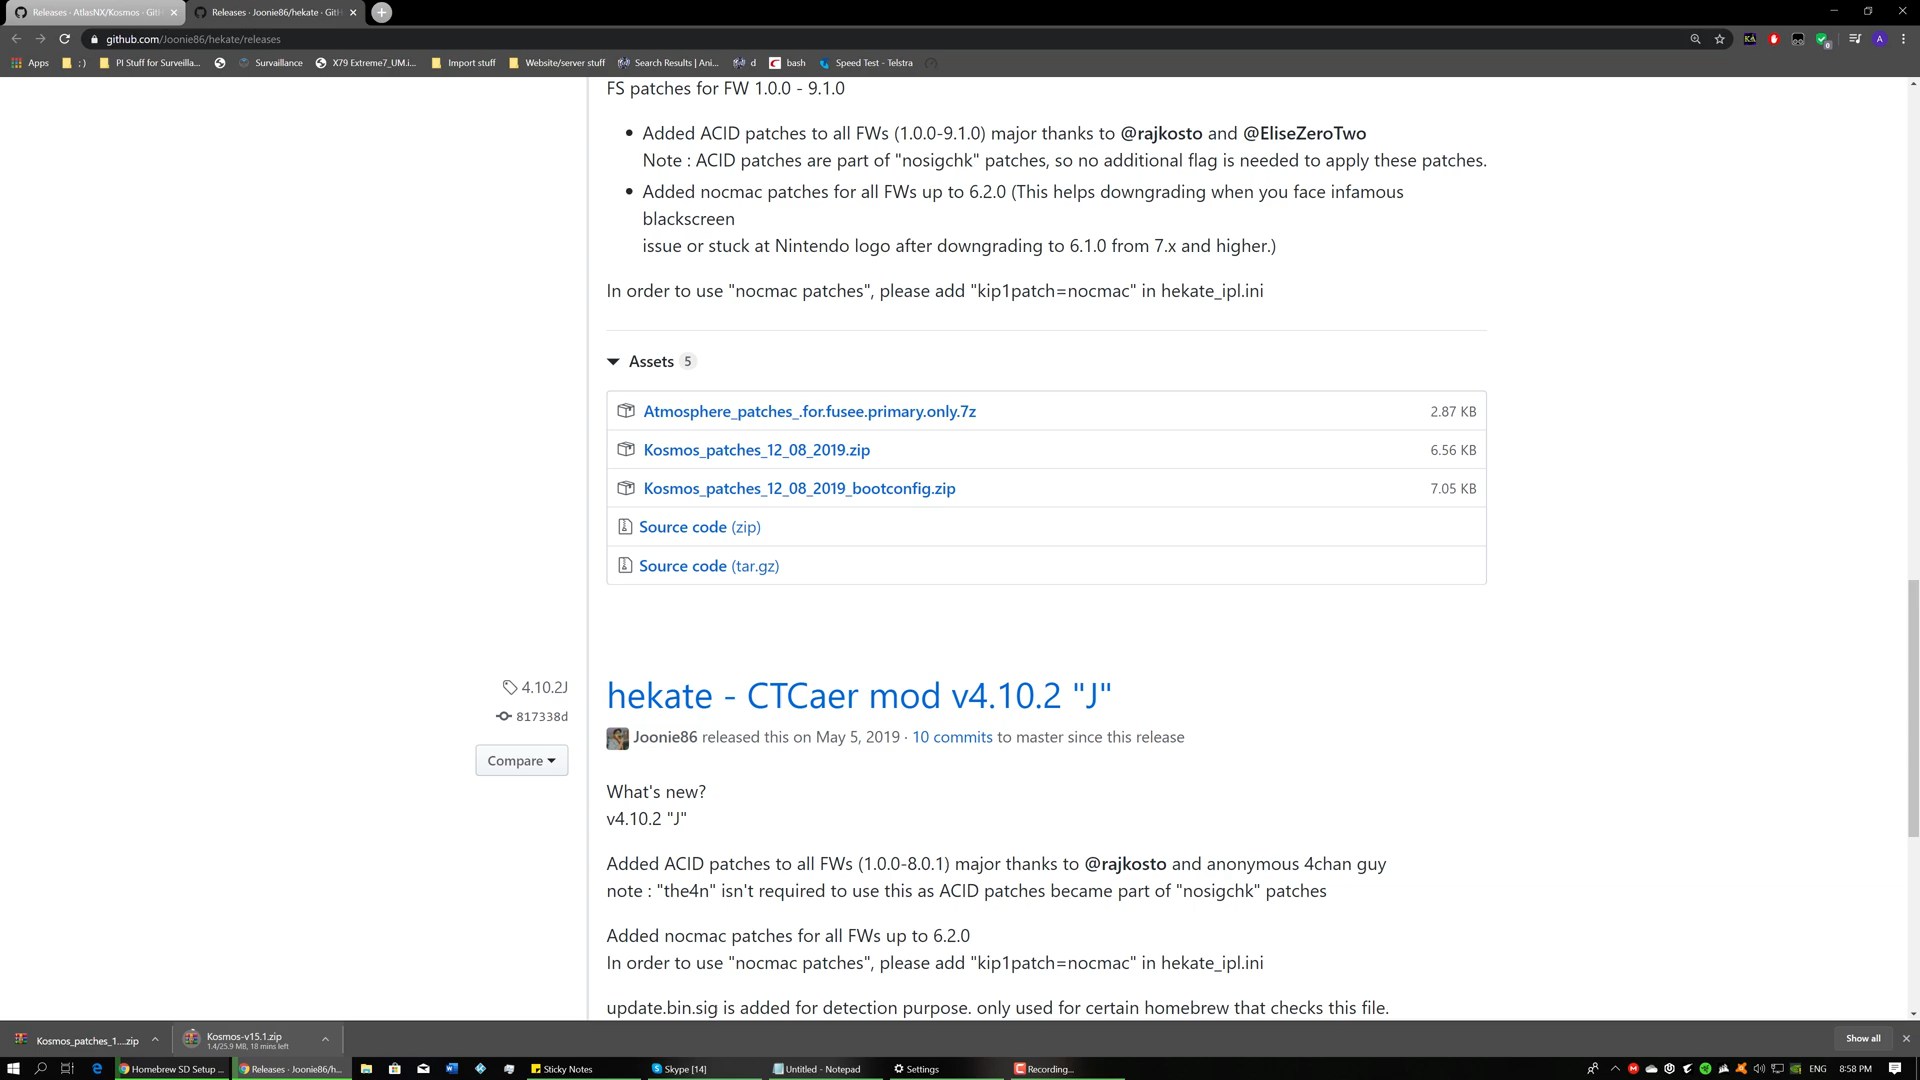 Releases · AtlasNX/Kosmos · GitH
Releases · Joonie86/hekate · GitH
github.com/Joonie86/hekate/releases
Apps
;)
PI Stuff for Surveilla...
Survaillance
X79 Extreme7_UM.i...
Import stuff
Website/server stuff
Search Results | Ani...
d
bash
Speed Test - Telstra
FS patches for FW 1.0.0 - 9.1.0
Added ACID patches to all FWs (1.0.0-9.1.0) major thanks to @rajkosto and @EliseZeroTwo
Note : ACID patches are part of "nosigchk" patches, so no additional flag is needed to apply these patches.
Added nocmac patches for all FWs up to 6.2.0 (This helps downgrading when you face infamous
blackscreen
issue or stuck at Nintendo logo after downgrading to 6.1.0 from 7.x and higher.)
In order to use "nocmac patches", please add "kip1patch=nocmac" in hekate_ipl.ini
Assets 5
Atmosphere_patches_.for.fusee.primary.only.7z 2.87 KB
Kosmos_patches_12_08_2019.zip 6.56 KB
Kosmos_patches_12_08_2019_bootconfig.zip 7.05 KB
Source code (zip)
Source code (tar.gz)
4.10.2J
817338d
Compare
hekate - CTCaer mod v4.10.2 "J"
Joonie86 released this on May 5, 2019 · 10 commits to master since this release
What's new?
v4.10.2 "J"
Added ACID patches to all FWs (1.0.0-8.0.1) major thanks to @rajkosto and anonymous 4chan guy
note : "the4n" isn't required to use this as ACID patches became part of "nosigchk" patches
Added nocmac patches for all FWs up to 6.2.0
In order to use "nocmac patches", please add "kip1patch=nocmac" in hekate_ipl.ini
update.bin.sig is added for detection purpose. only used for certain homebrew that checks this file.
Kosmos_patches_1....zip
Kosmos-v15.1.zip
1.4/25.9 MB, 18 mins left
Show all
Homebrew SD Setup ...
Releases · Joonie86/h...
Sticky Notes
Skype [14]
Untitled - Notepad
Settings
Recording...
ENG
8:58 PM